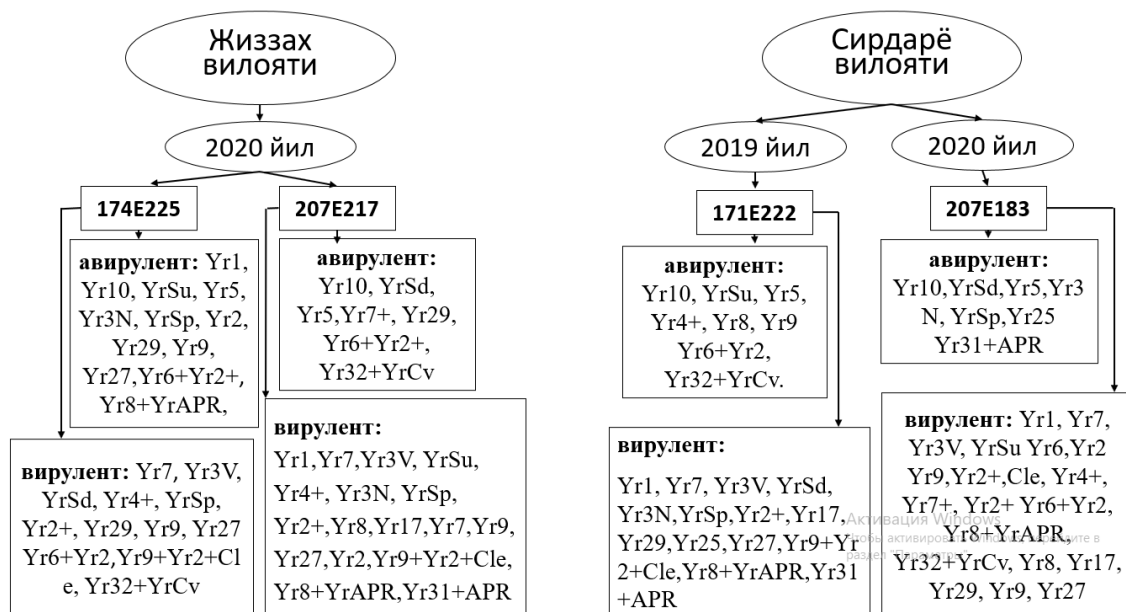 Жиззах
вилояти
2020 йил
174E225
авирулент: Yr1,
Yr10, YrSu, Yr5,
Yr3N, YrSp, Yr2,
Yr29, Yr9,
Yr27,Yr6+Yr2+,
Yr8+YrAPR,
вирулент: Yr7, Yr3V
YrSd, Yr4+, YrSp,
Yr2+, Yr29, Yr9, Yr27
Yr6+Yr2,Yr9+Yr2+Cl
e, Yr32+YrCv
207E217
авирулент:
Yr10, YrSd,
Yr5,Yr7+, Yr29,
Yr6+Yr2+,
Yr32+YrCv
вирулент:
Yr1,Yr7,Yr3V, YrSu,
Yr4+, Yr3N, YrSp,
Yr2+,Yr8,Yr17,Yr7,Yr9,
Yr27,Yr2,Yr9+Yr2+Cle,
Yr8+YrAPR,Yr31+APR
Сирдарё
вилояти
2019 йил
171E222
авирулент:
Yr10, YrSu, Yr5,
Yr4+, Yr8, Yr9
Yr6+Yr2,
Yr32+YrCv.
вирулент:
Yr1, Yr7, Yr3V, YrSd,
Yr3N,YrSp,Yr2+,Yr17,
Yr29,Yr25,Yr27,Yr9+Yr
2+Cle,Yr8+YrAPR,Yr31
+APR
2020 йил
207E183
авирулент:
Yr10,YrSd,Yr5,Yr3
N, YrSp,Yr25
Yr31+APR
вирулент: Yr1, Yr7,
Yr3V, YrSu Yr6,Yr2
Yr9,Yr2+,Cle, Yr4+,
Yr7+, Yr2+ Yr6+Yr2,
Yr8+YrAPR,
Yr32+YrCv, Yr8, Yr17,
Yr29, Yr9, Yr27
Активация Windows
Чтобы активировать Windows, перейдите в
раздел "Параметры".